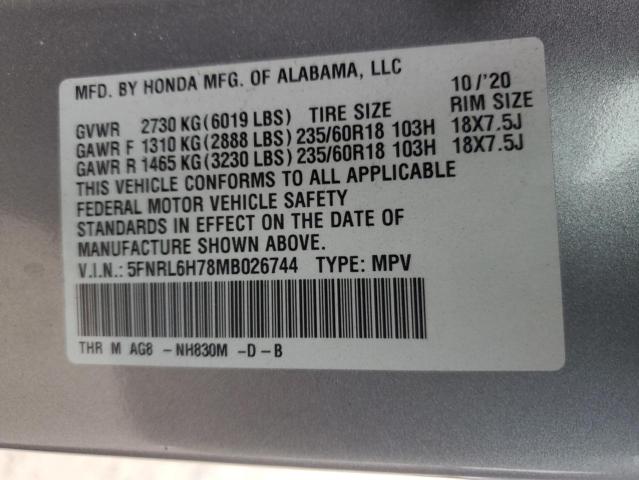 MFD. BY HONDA MFG. OF ALABAMA, LLC 10/'20
GVWR 2730 KG(6019 LBS) TIRE SIZE RIM SIZE
GAWR F 1310 KG(2888 LBS)235/60R18 103H 18X7.5J
GAWR R 1465 KG(3230 LBS)235/60R18 103H 18X7.5J
THIS VEHICLE CONFORMS TO ALL APPLICABLE
FEDERAL MOTOR VEHICLE SAFETY
STANDARDS IN EFFECT ON THE DATE OF
MANUFACTURE SHOWN ABOVE.
V.I.N.: 5FNRL6H78MB026744 TYPE: MPV
THR M AG8 -NH830M -D-B